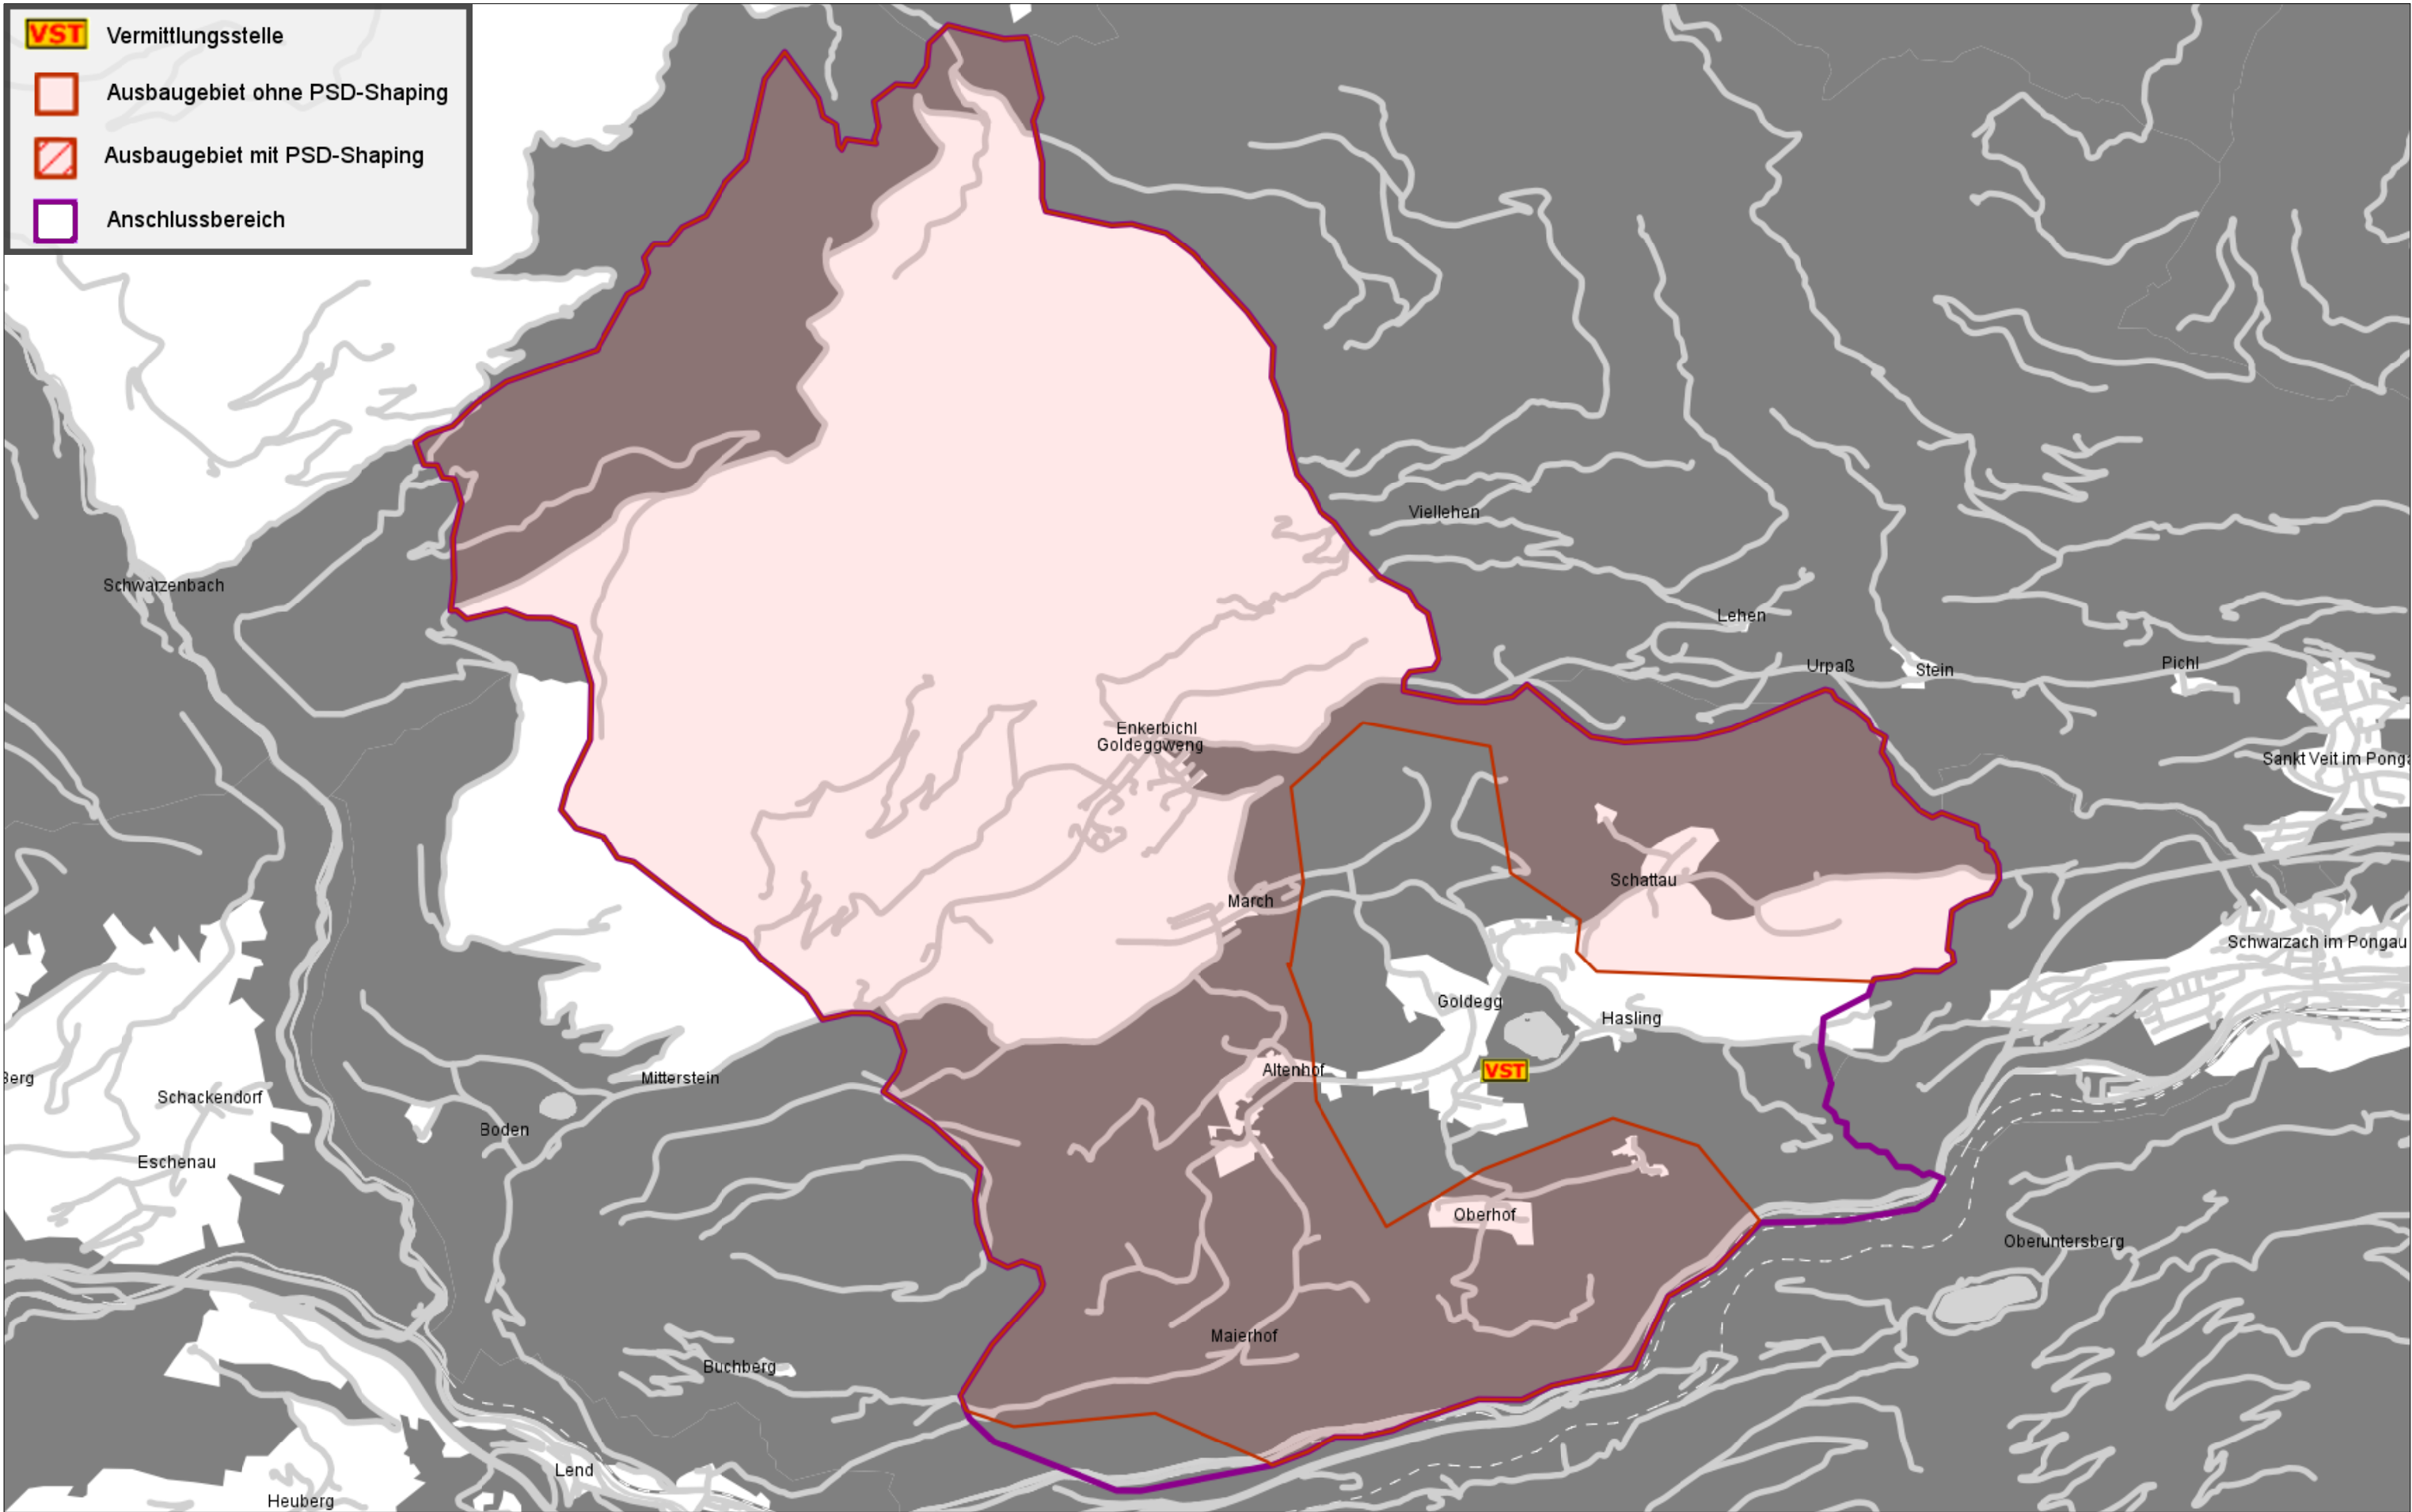 VST Vermittlungsstelle
Ausbaugebiet ohne PSD-Shaping
Ausbaugebiet mit PSD-Shaping
Anschlussbereich
Viellehen
Schwarzenbach
Lehen
Urpaß
Stein
Pichl
Enkerbichl
Goldeggweng
Sankt Veit im Ponga
Schattau
March
Schwarzach im Pongau
Goldegg
Hasling
Altenhof
VST
Berg
Mitterstein
Schackendorf
Boden
Eschenau
Oberhof
Oberuntersberg
Maierhof
Buchberg
Lend
Heuberg